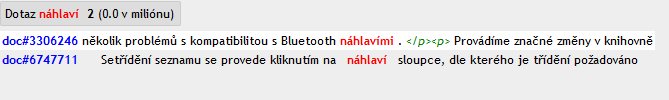 Dotaz náhlaví 2 (0.0 v miliónu)
doc#3306246 několik problémů s kompatibilitou s Bluetooth náhlavími . </p><p> Provádíme značné změny v knihovně
doc#6747711 Setřídění seznamu se provede kliknutím na náhlaví sloupce, dle kterého je třídění požadováno